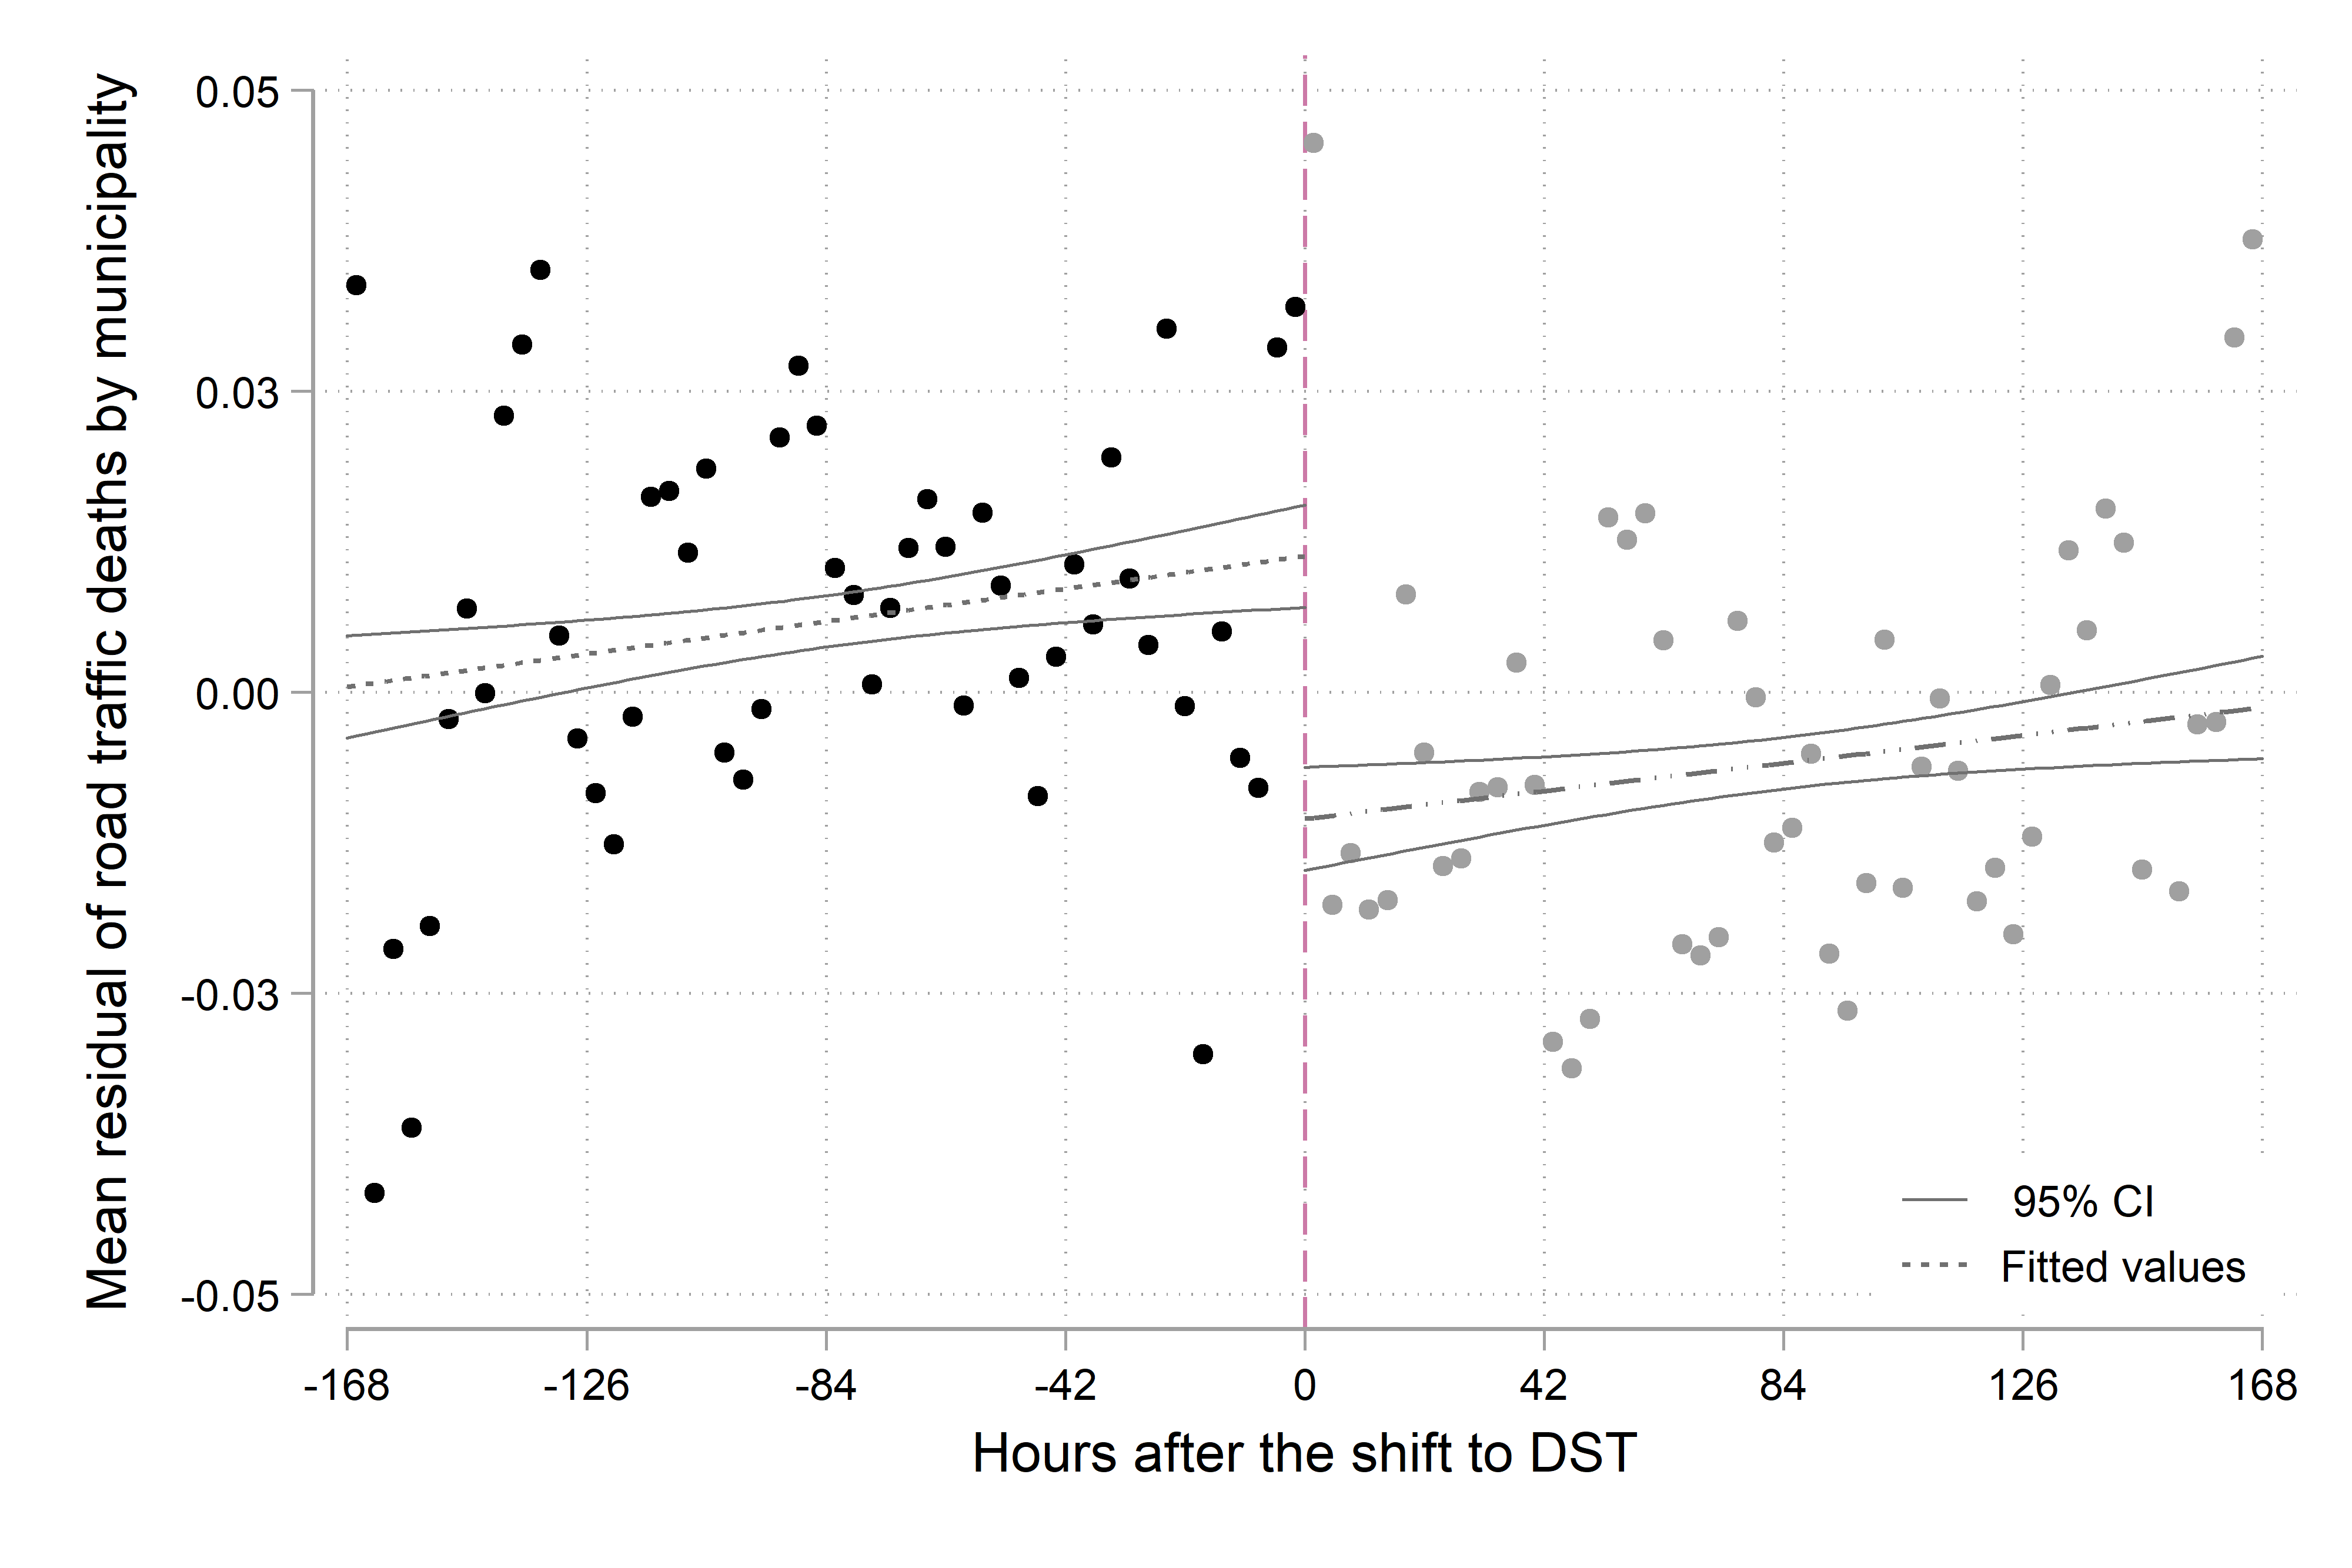 Mean residual of road traffic deaths by municipality
0.05
0.03
0.00
-0.03
-0.05
95% CI
Fitted values
-168 -126 -84 -42 0 42 84 126 168
Hours after the shift to DST